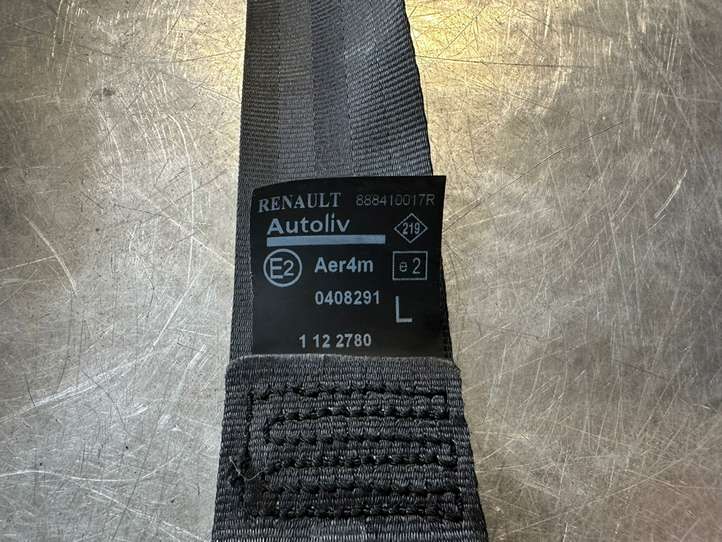 RENAULT 888410017R
Autoliv 219
E2 Aer4m e2
0408291 L
1 12 2780